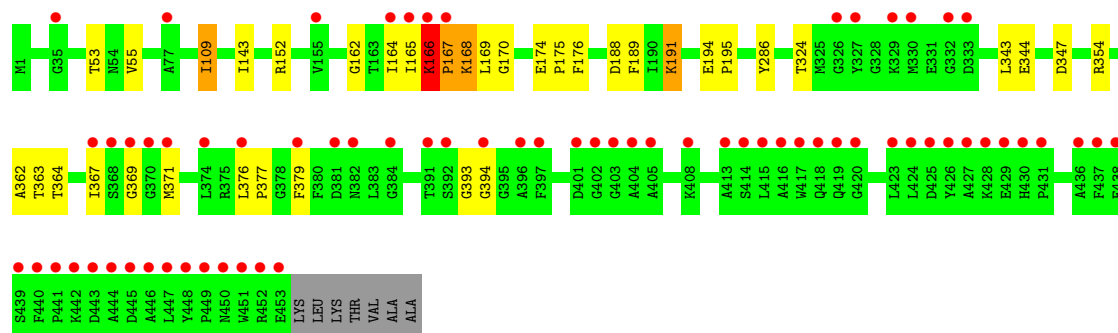 M1 G35 T53 N54 V55 A77 I109 I143 R152 V155 G162 T163 I164 I165 K166 P167 K168 L169 G170 E174 P175 F176 D188 F189 I190 K191 E194 P195 Y286 T324 M325 G326 Y327 G328 K329 M330 E331 G332 D333 L343 E344 D347 R354
A362 T363 T364 I367 S368 G369 G370 M371 L374 R375 L376 P377 G378 F379 F380 D381 N382 L383 G384 T391 S392 G393 G394 G395 A396 F397 D401 G402 G403 A404 A405 K408 A413 S414 L415 A416 W417 Q418 Q419 G420 L423 L424 D425 Y426 A427 K428 E429 H430 P431 A436 F437
S439 F440 P441 K442 D443 A444 D445 A446 L447 Y448 P449 N450 W451 R452 E453 LYS LEU LYS THR VAL ALA ALA